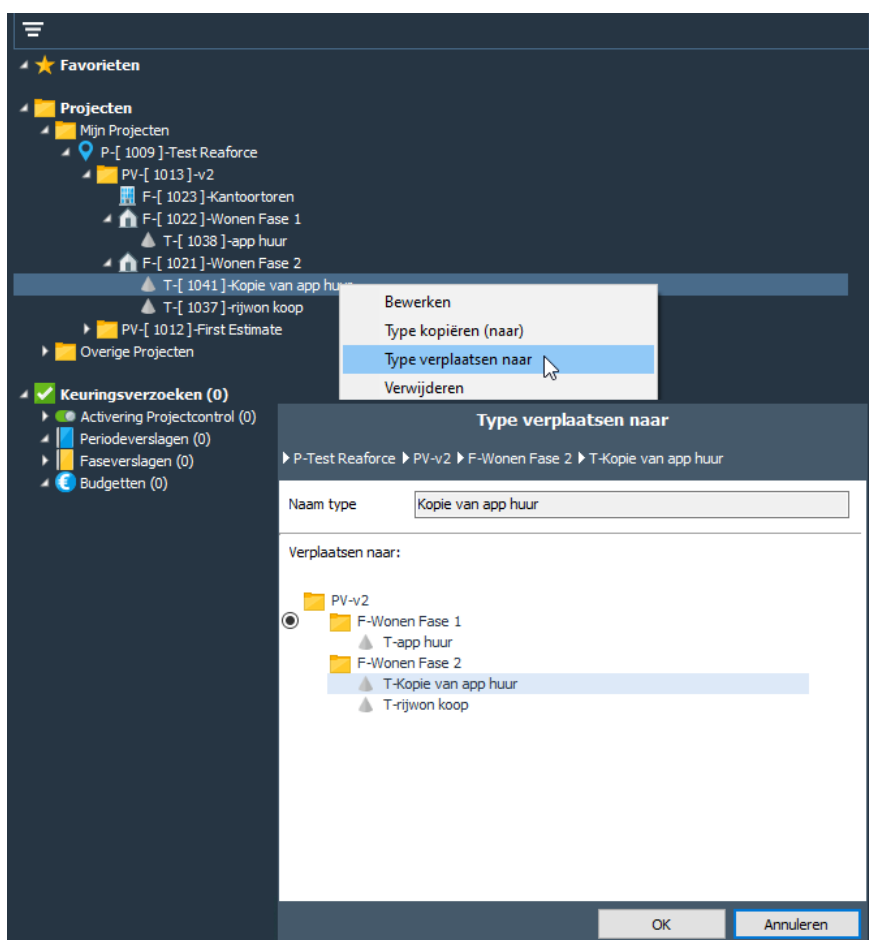 Favorieten
Projecten
Mijn Projecten
P-[ 1009 ]-Test Reaforce
PV-[ 1013 ]-v2
F-[ 1023 ]-Kantoortoren
F-[ 1022 ]-Wonen Fase 1
T-[ 1038 ]-app huur
F-[ 1021 ]-Wonen Fase 2
T-[ 1041 ]-Kopie van app huur
T-[ 1037 ]-rijwon koop
PV-[ 1012 ]-First Estimate
Overige Projecten
Bewerken
Type kopiëren (naar)
Type verplaatsen naar
Verwijderen
Keuringsverzoeken (0)
Activering Projectcontrol (0)
Periodeverslagen (0)
Faseverslagen (0)
Budgetten (0)
Type verplaatsen naar
P-Test Reaforce PV-v2 F-Wonen Fase 2 T-Kopie van app huur
Naam type Kopie van app huur
Verplaatsen naar:
PV-v2
F-Wonen Fase 1
T-app huur
F-Wonen Fase 2
T-Kopie van app huur
T-rijwon koop
OK Annuleren